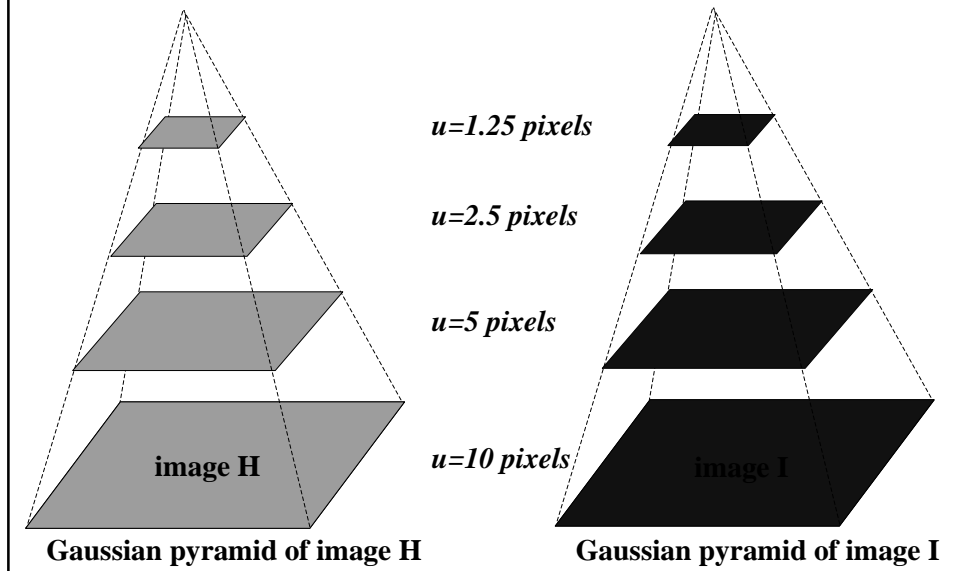 u=1.25 pixels
u=2.5 pixels
u=5 pixels
image H
u=10 pixels
image I
Gaussian pyramid of image H
Gaussian pyramid of image I